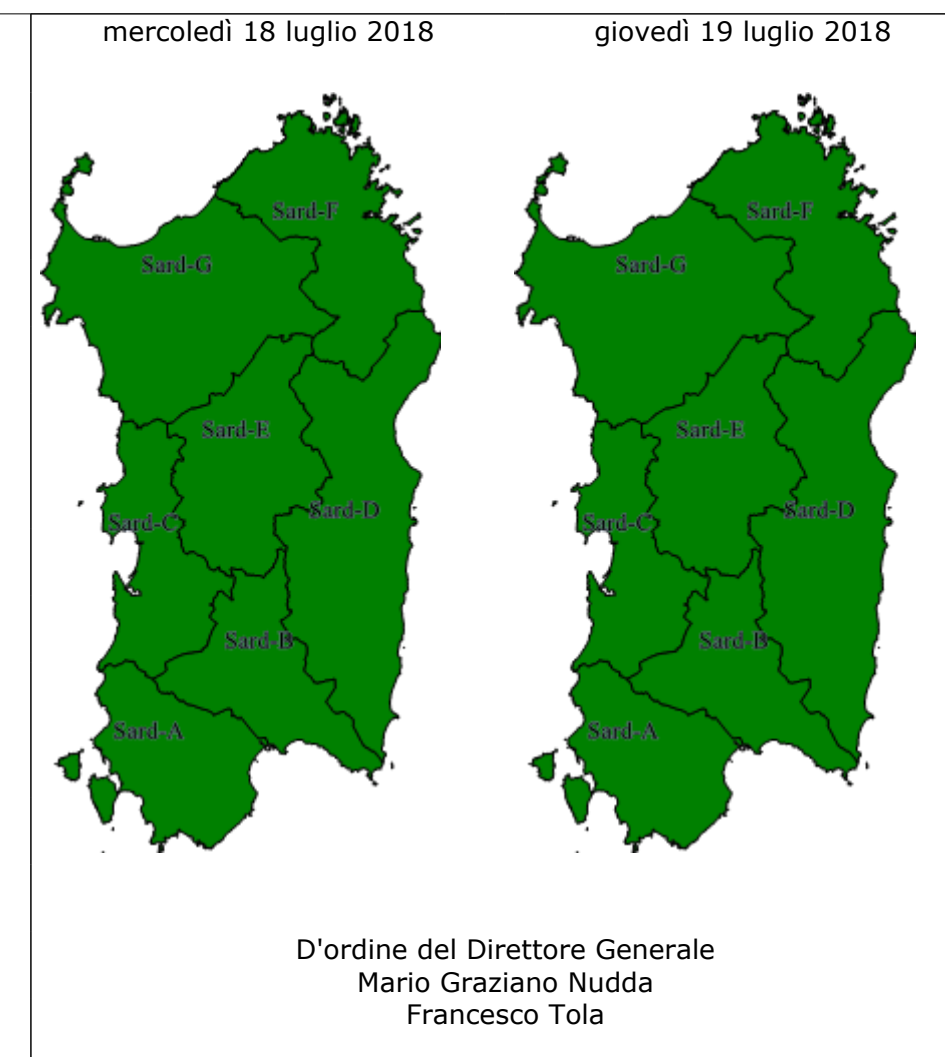 mercoledì 18 luglio 2018
giovedì 19 luglio 2018
Sard-F
Sard-G
Sard-E
Sard-D
Sard-C
Sard-B
Sard-A
Sard-F
Sard-G
Sard-E
Sard-D
Sard-C
Sard-B
Sard-A
D'ordine del Direttore Generale
Mario Graziano Nudda
Francesco Tola